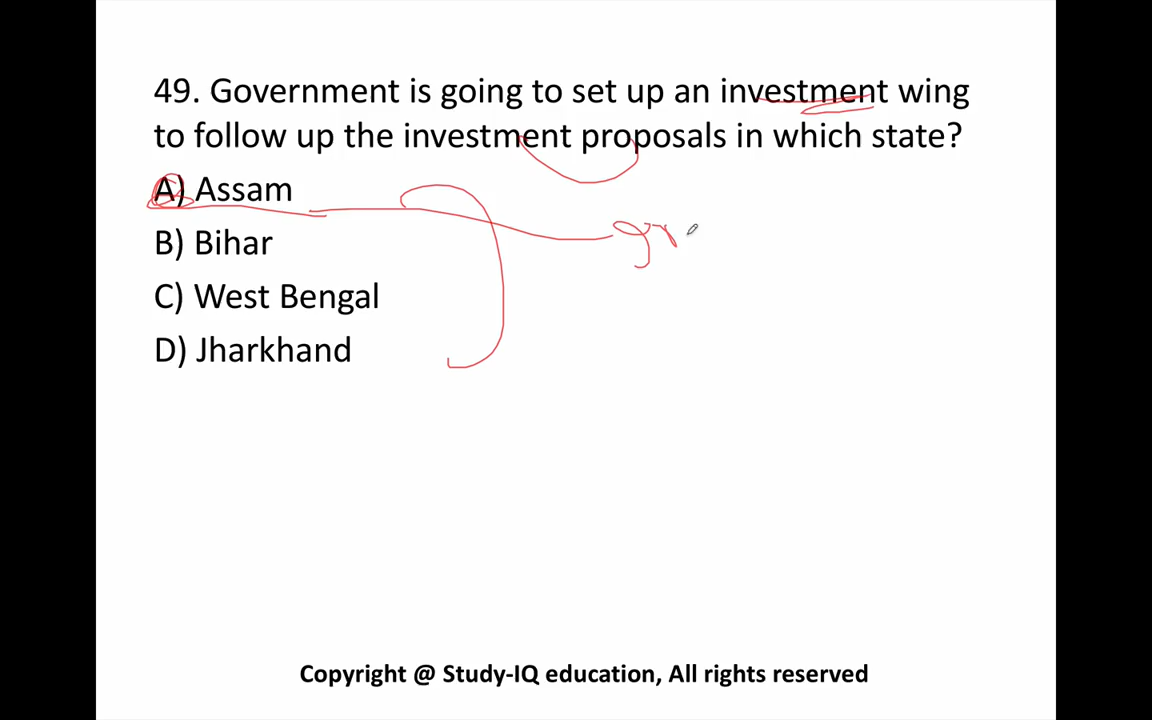 49. Government is going to set up an investment wing
to follow up the investment proposals in which state?
A) Assam
B) Bihar
C) West Bengal
D) Jharkhand
Copyright @ Study-IQ education, All rights reserved